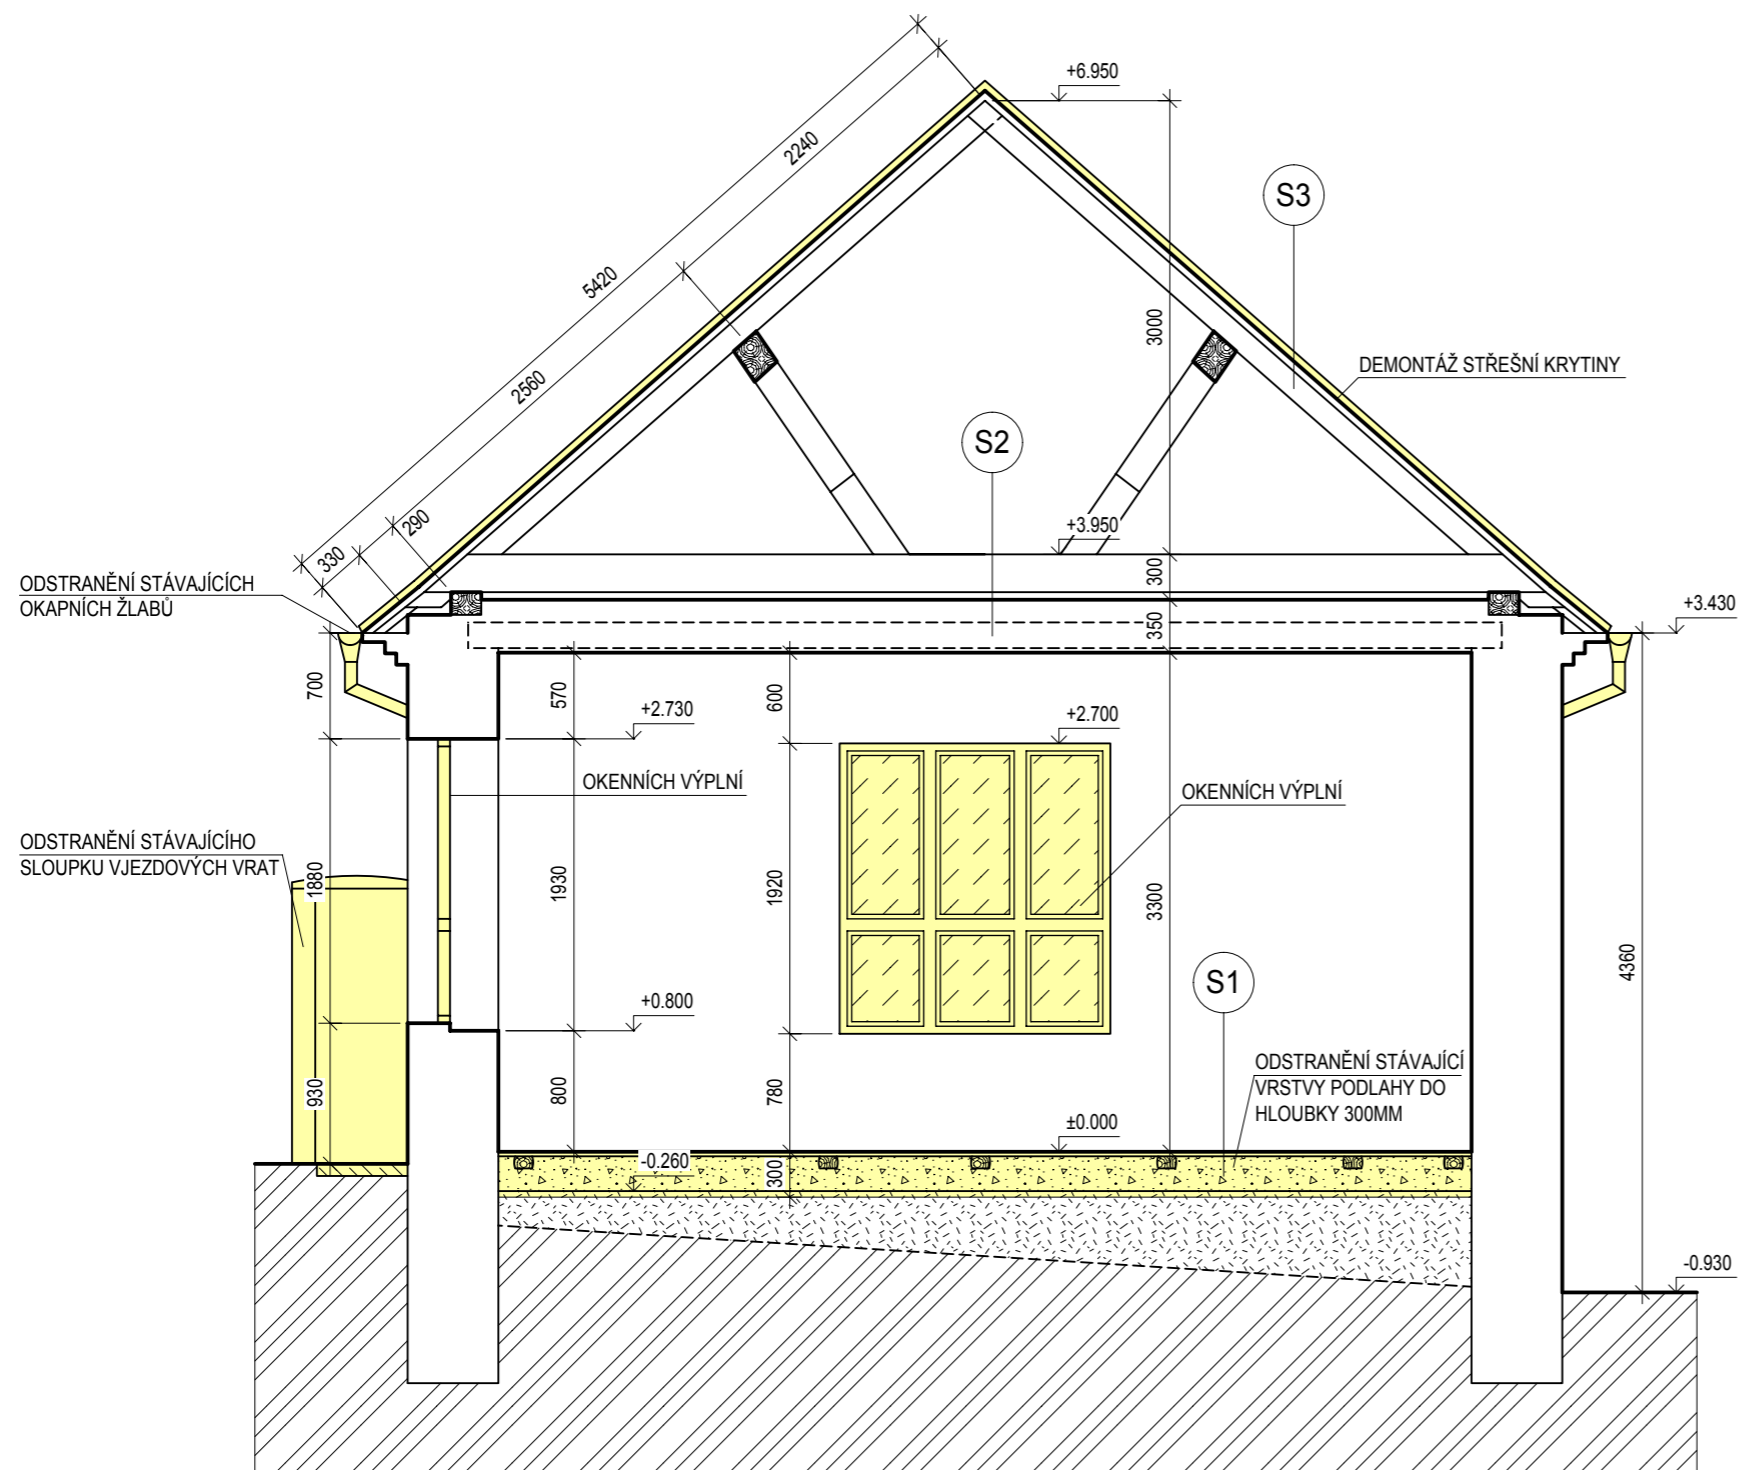 +6.950
2240
S3
5420
3000
DEMONTÁŽ STŘEŠNÍ KRYTINY
2560
S2
290
+3.950
330
300
ODSTRANĚNÍ STÁVAJÍCÍCH
OKAPNÍCH ŽLABŮ
+3.430
350
700
570
600
+2.730
+2.700
OKENNÍCH VÝPLNÍ
OKENNÍCH VÝPLNÍ
ODSTRANĚNÍ STÁVAJÍCÍHO
SLOUPKU VJEZDOVÝCH VRAT
1880
1930
1920
3300
4360
S1
+0.800
930
800
780
ODSTRANĚNÍ STÁVAJÍCÍ
VRSTVY PODLAHY DO
HLOUBKY 300MM
±0.000
-0.260
300
-0.930